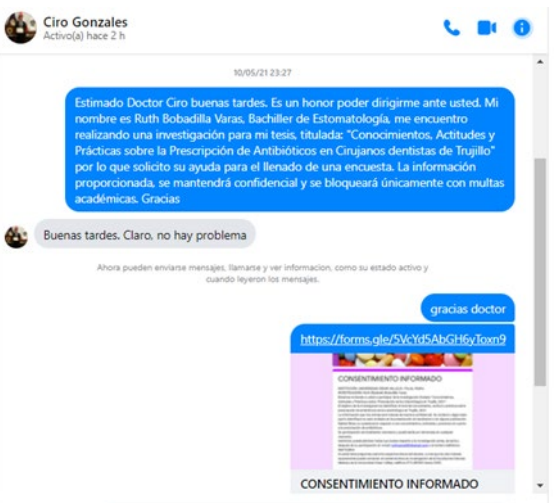 Ciro Gonzales
Activo(a) hace 2 h
10/05/21 23:27
Estimado Doctor Ciro buenas tardes. Es un honor poder dirigirme ante usted. Mi
nombre es Ruth Bobadilla Varas, Bachiller de Estomatología, me encuentro
realizando una investigación para mi tesis, titulada: "Conocimientos, Actitudes y
Prácticas sobre la Prescripción de Antibióticos en Cirujanos dentistas de Trujillo"
por lo que solicito su ayuda para el llenado de una encuesta. La información
proporcionada, se mantendrá confidencial y se bloqueará únicamente con multas
académicas. Gracias
Buenas tardes. Claro, no hay problema
Ahora pueden enviarse mensajes, llamarse y ver informacion, como su estado activo y
cuando leyeron los mensajes.
gracias doctor
https://forms.gle/5VcYd5AbGH6yToxn9
CONSENTIMIENTO INFORMADO
CONSENTIMIENTO INFORMADO